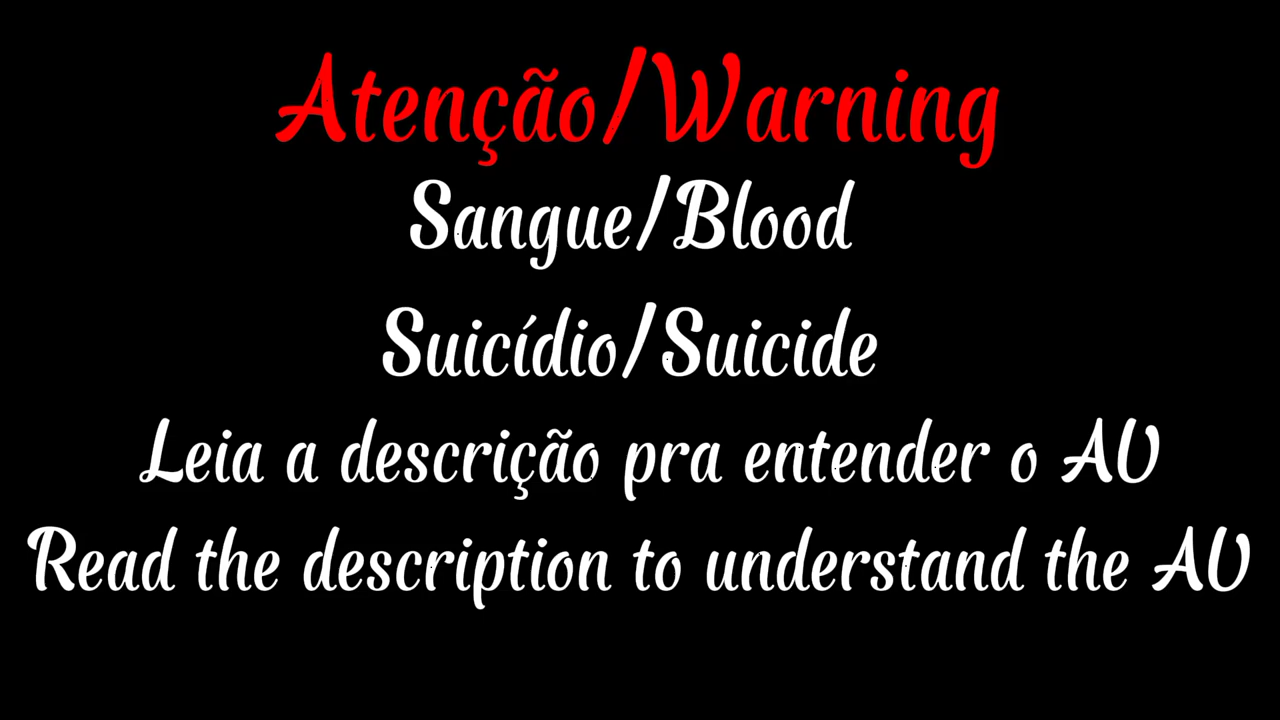 Atenção/Warning
Sangue/Blood
Suicídio/Suicide
Leia a descrição pra entender o AU
Read the description to understand the AU